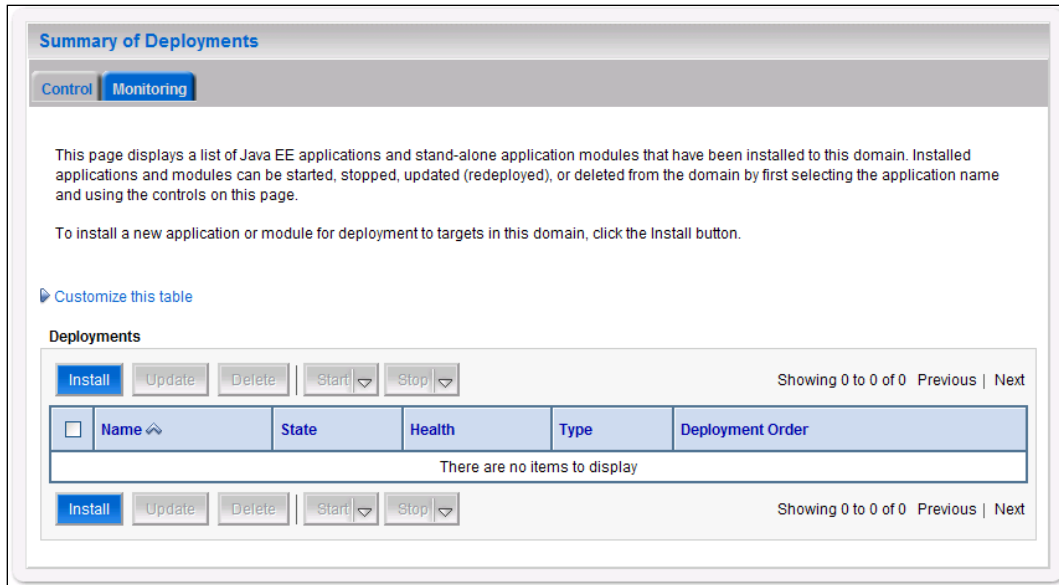 Summary of Deployments
Control Monitoring
This page displays a list of Java EE applications and stand-alone application modules that have been installed to this domain. Installed
applications and modules can be started, stopped, updated (redeployed), or deleted from the domain by first selecting the application name
and using the controls on this page.
To install a new application or module for deployment to targets in this domain, click the Install button.
Customize this table
Deployments
Install Update Delete Start Stop Showing 0 to 0 of 0 Previous | Next
Name State Health Type Deployment Order
There are no items to display
Install Update Delete Start Stop Showing 0 to 0 of 0 Previous | Next